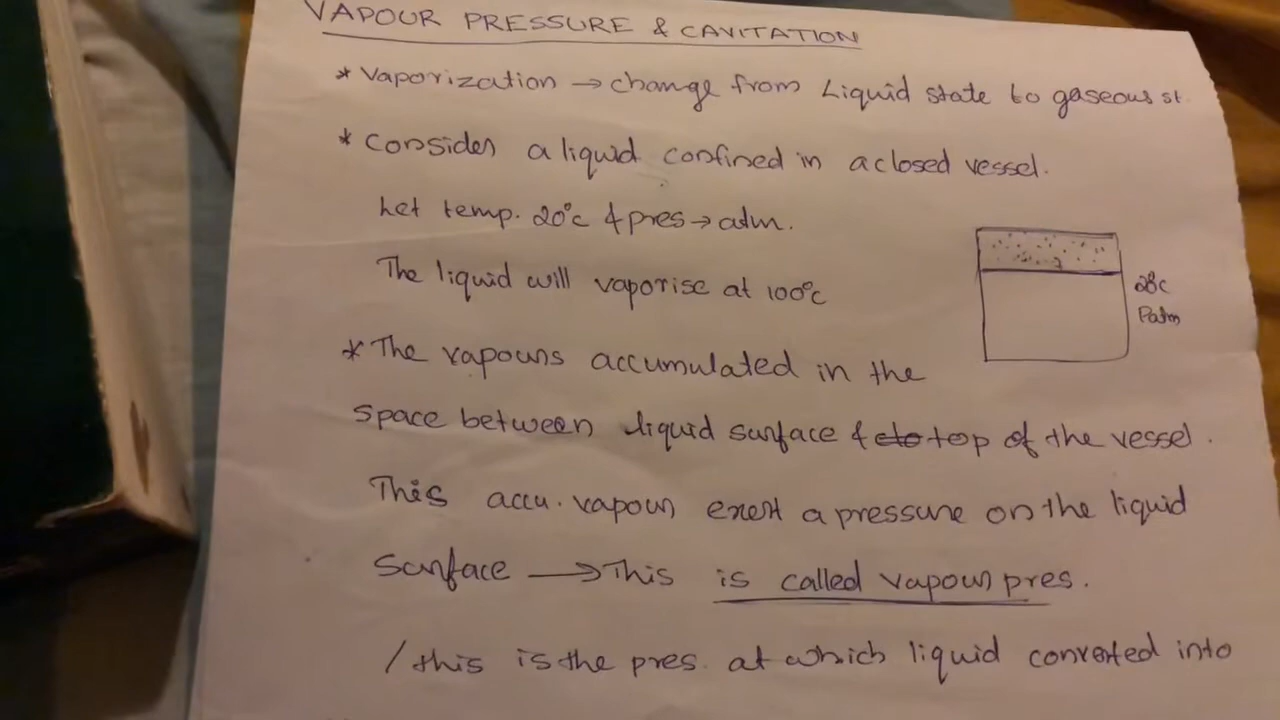 VAPOUR PRESSURE & CAVITATION
* Vaporization → change from Liquid state to gaseous st.
* Consider a liquid confined in a closed vessel.
Let temp. 20°c & pres → atm.
The liquid will vaporise at 100°c
20c
Patm
* The vapours accumulated in the
space between liquid surface & top of the vessel.
This accu. vapour exert a pressure on the liquid
surface → This is called vapour pres.
/ this is the pres. at which liquid converted into